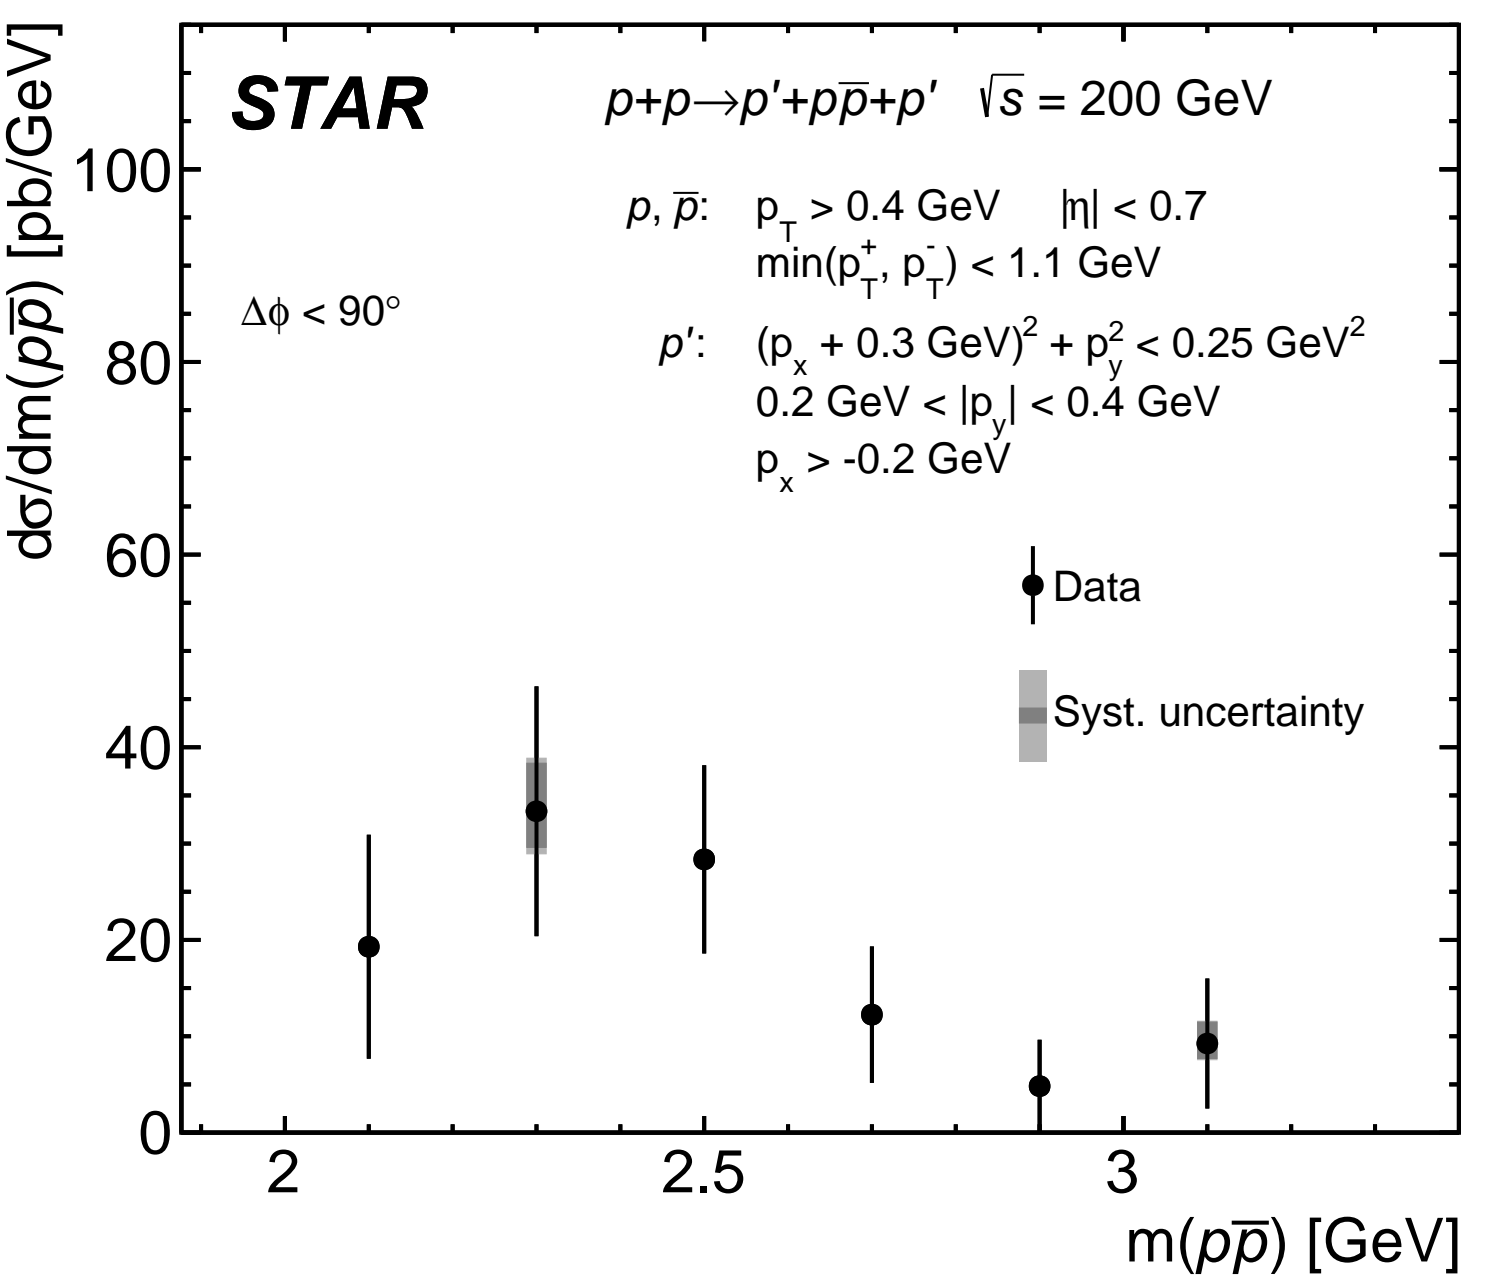 dσ/dm(pp̅) [pb/GeV]
STAR
p+p→p′+pp̅+p′ √s = 200 GeV
p, p̅: p_T > 0.4 GeV |η| < 0.7
min(p_T^+, p_T^-) < 1.1 GeV
Δϕ < 90°
p′: (p_x + 0.3 GeV)^2 + p_y^2 < 0.25 GeV^2
0.2 GeV < |p_y| < 0.4 GeV
p_x > -0.2 GeV
Data
Syst. uncertainty
100
80
60
40
20
0
2 2.5 3
m(pp̅) [GeV]